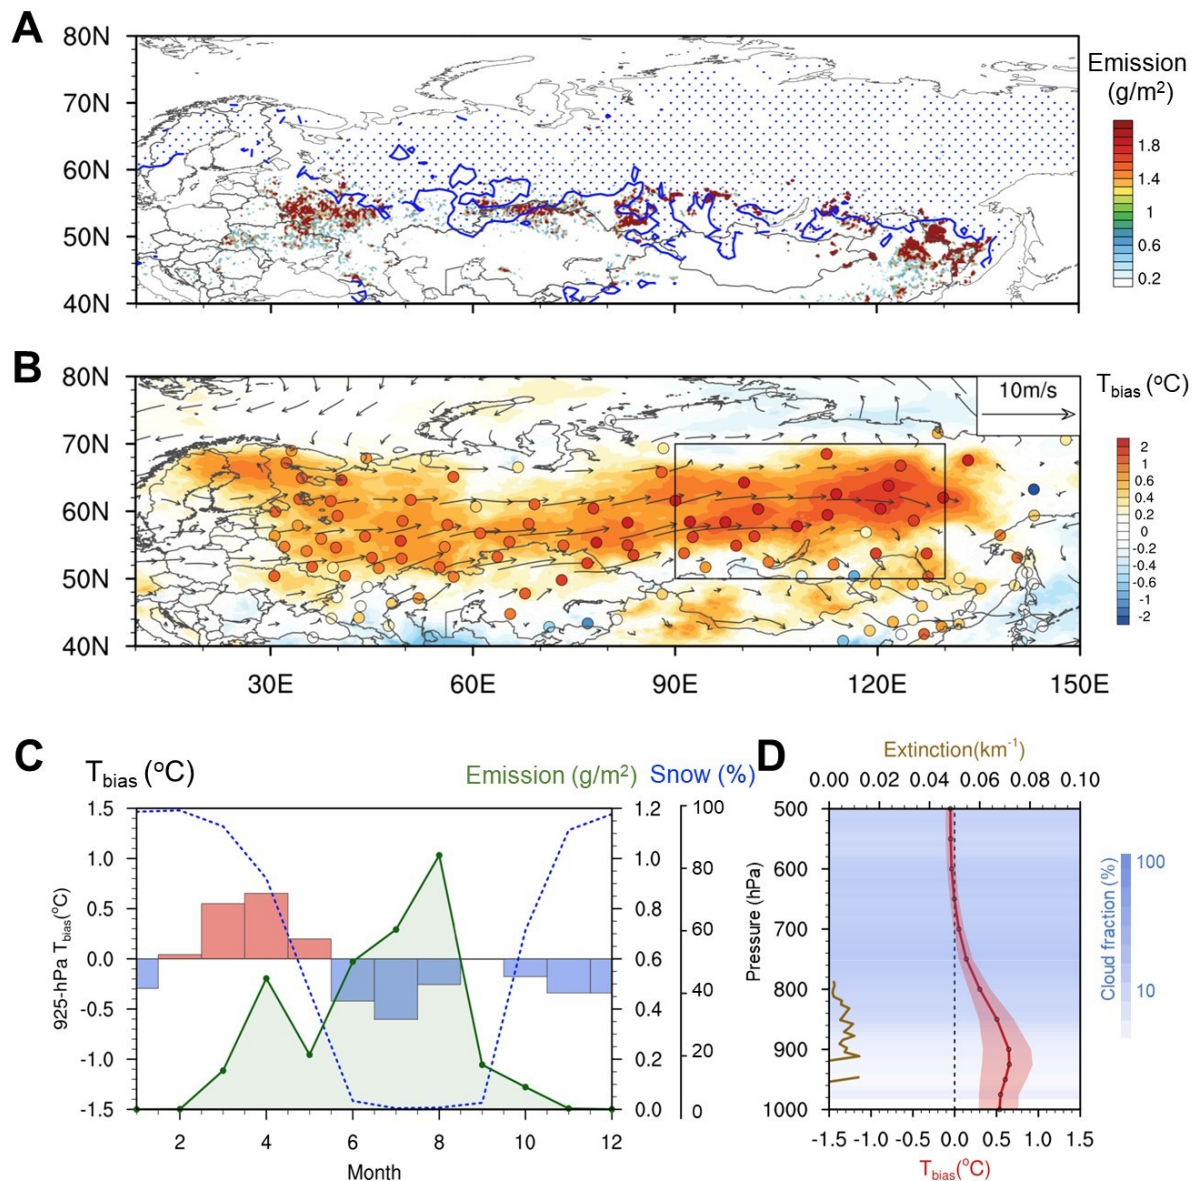 A
80N
70N
60N
50N
40N
Emission
(g/m²)
1.8
1.4
1
0.6
0.2
B
80N
70N
60N
50N
40N
10m/s
30E
60E
90E
120E
150E
Tbias (°C)
2
1
0.6
0.4
0.2
0
-0.2
-0.4
-0.6
-1
-2
C
Tbias (°C)
Emission (g/m²)
Snow (%)
925-hPa Tbias(°C)
1.5
1.0
0.5
0.0
-0.5
-1.0
-1.5
1.2
1.0
0.8
0.6
0.4
0.2
0.0
100
80
60
40
20
0
2
4
6
8
10
12
Month
D
Extinction(km⁻¹)
0.00
0.02
0.04
0.06
0.08
0.10
Pressure (hPa)
500
600
700
800
900
1000
-1.5
-1.0
-0.5
0.0
0.5
1.0
1.5
Tbias(°C)
Cloud fraction (%)
100
10